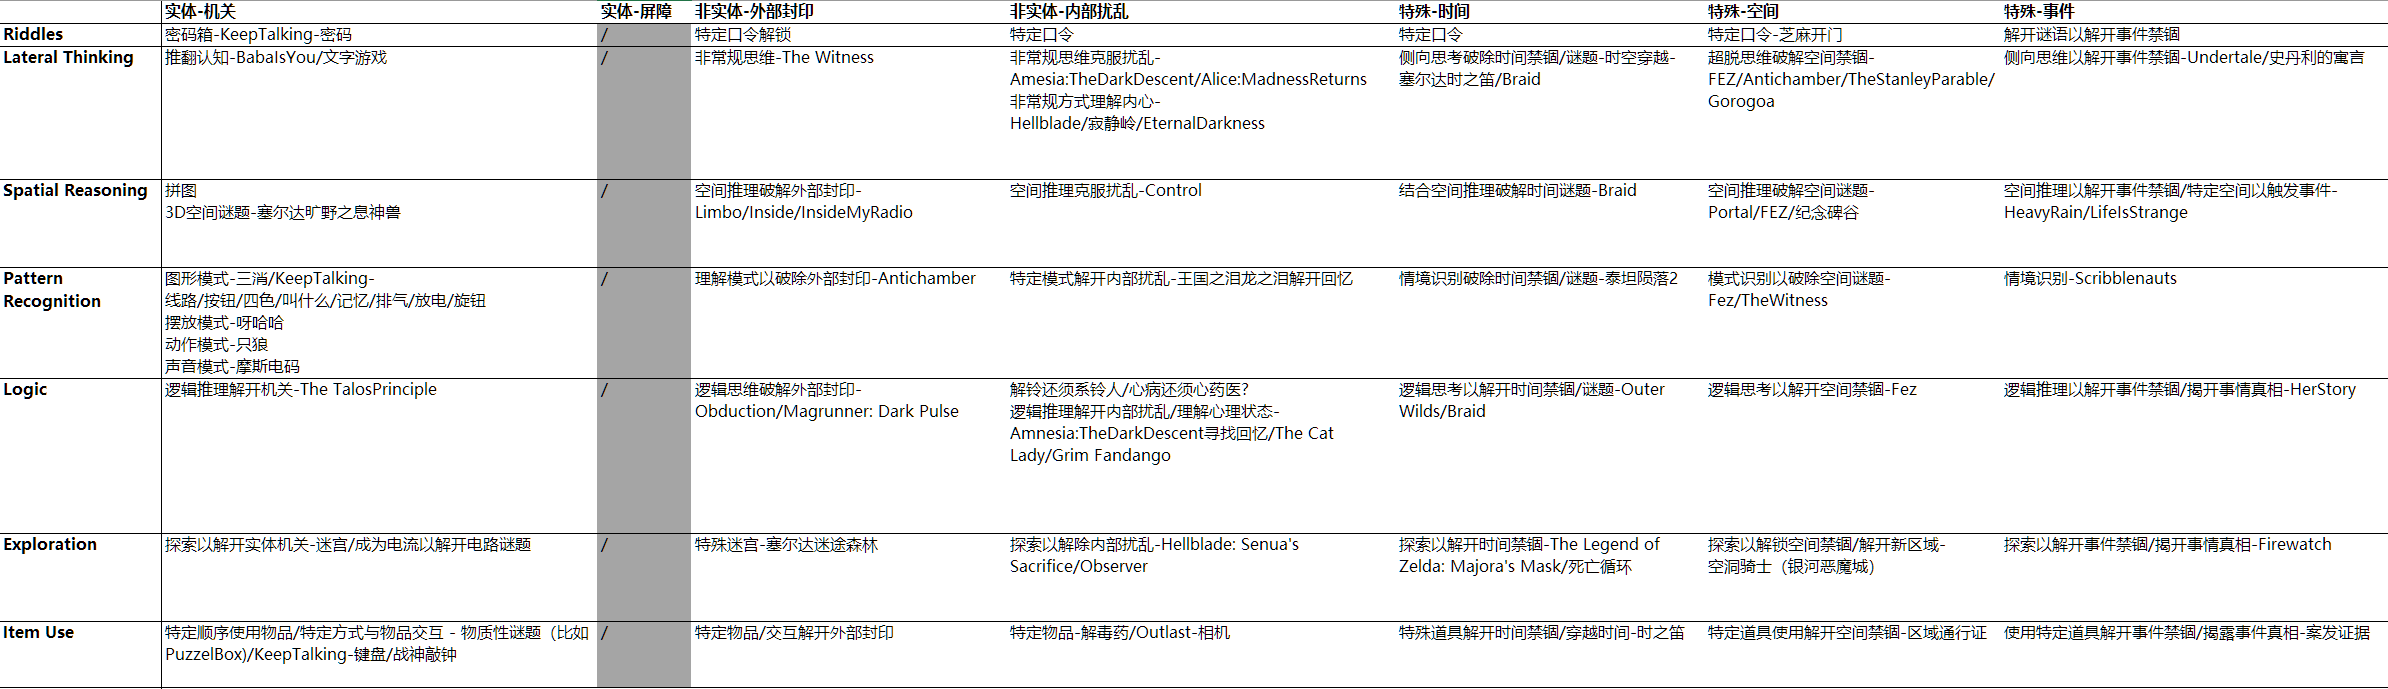 实体-机关 实体-屏障 非实体-外部封印 非实体-内部扰乱 特殊-时间 特殊-空间 特殊-事件
Riddles 密码箱-KeepTalking-密码 / 特定口令解锁 特定口令 特定口令 特定口令-芝麻开门 解开谜语以解开事件禁锢
Lateral Thinking 推翻认知-BabaIsYou/文字游戏 / 非常规思维-The Witness 非常规思维克服扰乱- 侧向思考破除时间禁锢/谜题-时空穿越- 超脱思维破解空间禁锢- 侧向思维以解开事件禁锢-Undertale/史丹利的寓言
Amesia:TheDarkDescent/Alice:MadnessReturns 塞尔达时之笛/Braid FEZ/Antichamber/TheStanleyParable/
非常规方式理解内心- Gorogoa
Hellblade/寂静岭/EternalDarkness
Spatial Reasoning 拼图 / 空间推理破解外部封印- 空间推理克服扰乱-Control 结合空间推理破解时间谜题-Braid 空间推理破解空间谜题- 空间推理以解开事件禁锢/特定空间以触发事件-
3D空间谜题-塞尔达旷野之息神兽 Limbo/Inside/InsideMyRadio Portal/FEZ/纪念碑谷 HeavyRain/LifeIsStrange
Pattern 图形模式-三消/KeepTalking- / 理解模式以破除外部封印-Antichamber 特定模式解开内部扰乱-王国之泪龙之泪解开回忆 情境识别破除时间禁锢/谜题-泰坦陨落2 模式识别以破除空间谜题- 情境识别-Scribblenauts
Recognition 线路/按钮/四色/叫什么/记忆/排气/放电/旋钮 Fez/TheWitness
摆放模式-呀哈哈
动作模式-只狼
声音模式-摩斯电码
Logic 逻辑推理解开机关-The TalosPrinciple / 逻辑思维破解外部封印- 解铃还须系铃人/心病还须心药医? 逻辑思考以解开时间禁锢/谜题-Outer 逻辑思考以解开空间禁锢-Fez 逻辑推理以解开事件禁锢/揭开事情真相-HerStory
Obduction/Magrunner: Dark Pulse 逻辑推理解开内部扰乱/理解心理状态- Wilds/Braid
Amnesia:TheDarkDescent寻找回忆/The Cat
Lady/Grim Fandango
Exploration 探索以解开实体机关-迷宫/成为电流以解开电路谜题 / 特殊迷宫-塞尔达迷途森林 探索以解除内部扰乱-Hellblade: Senua's 探索以解开时间禁锢-The Legend of 探索以解锁空间禁锢/解开新区域- 探索以解开事件禁锢/揭开事情真相-Firewatch
Sacrifice/Observer Zelda: Majora's Mask/死亡循环 空洞骑士（银河恶魔城）
Item Use 特定顺序使用物品/特定方式与物品交互 - 物质性谜题（比如 / 特定物品/交互解开外部封印 特定物品-解毒药/Outlast-相机 特殊道具解开时间禁锢/穿越时间-时之笛 特定道具使用解开空间禁锢-区域通行证 使用特定道具解开事件禁锢/揭露事件真相-案发证据
PuzzelBox)/KeepTalking-键盘/战神敲钟